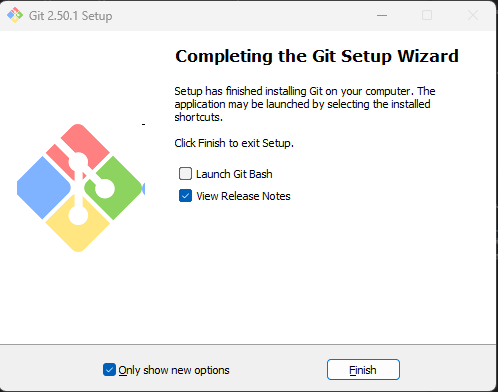 Git 2.50.1 Setup
Completing the Git Setup Wizard
Setup has finished installing Git on your computer. The
application may be launched by selecting the installed
shortcuts.
Click Finish to exit Setup.
Launch Git Bash
View Release Notes
Only show new options
Finish